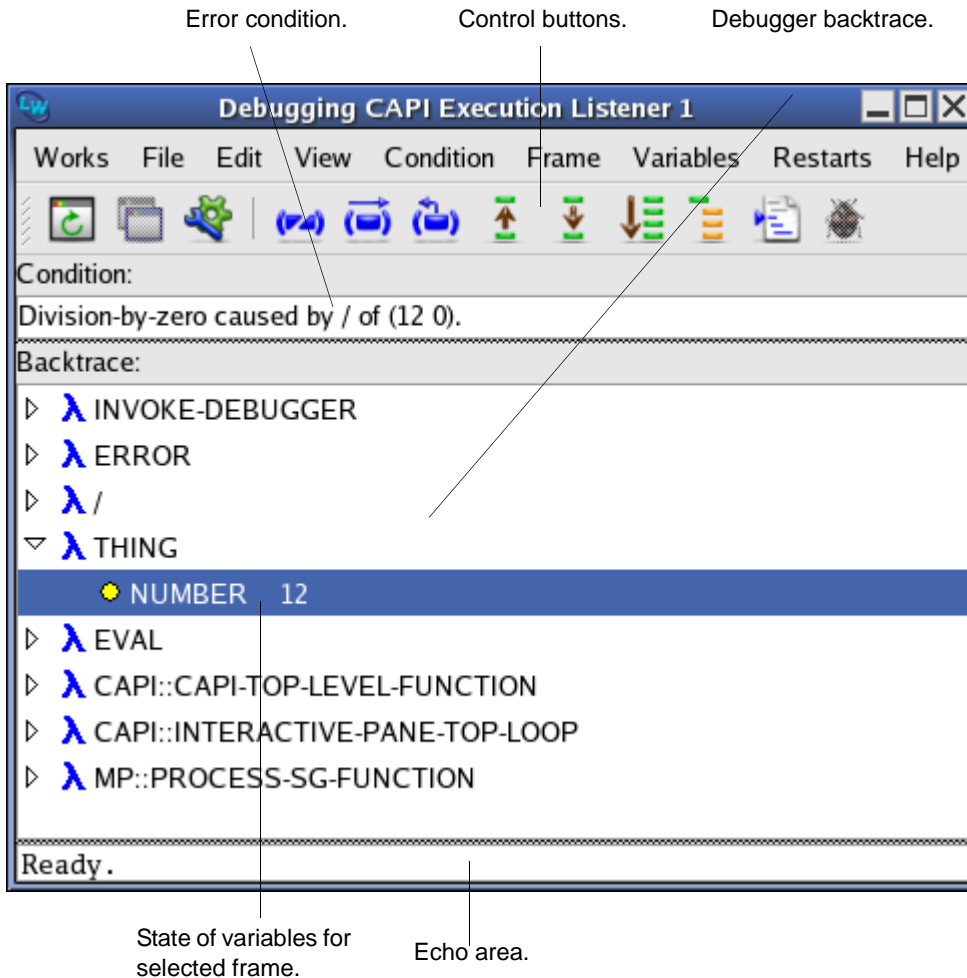 Error condition.
Control buttons.
Debugger backtrace.
LW
Debugging CAPI Execution Listener 1
Works File Edit View Condition Frame Variables Restarts Help
Condition:
Division-by-zero caused by / of (12 0).
Backtrace:
λ INVOKE-DEBUGGER
λ ERROR
λ /
λ THING
NUMBER 12
λ EVAL
λ CAPI::CAPI-TOP-LEVEL-FUNCTION
λ CAPI::INTERACTIVE-PANE-TOP-LOOP
λ MP::PROCESS-SG-FUNCTION
Ready.
State of variables for
selected frame.
Echo area.